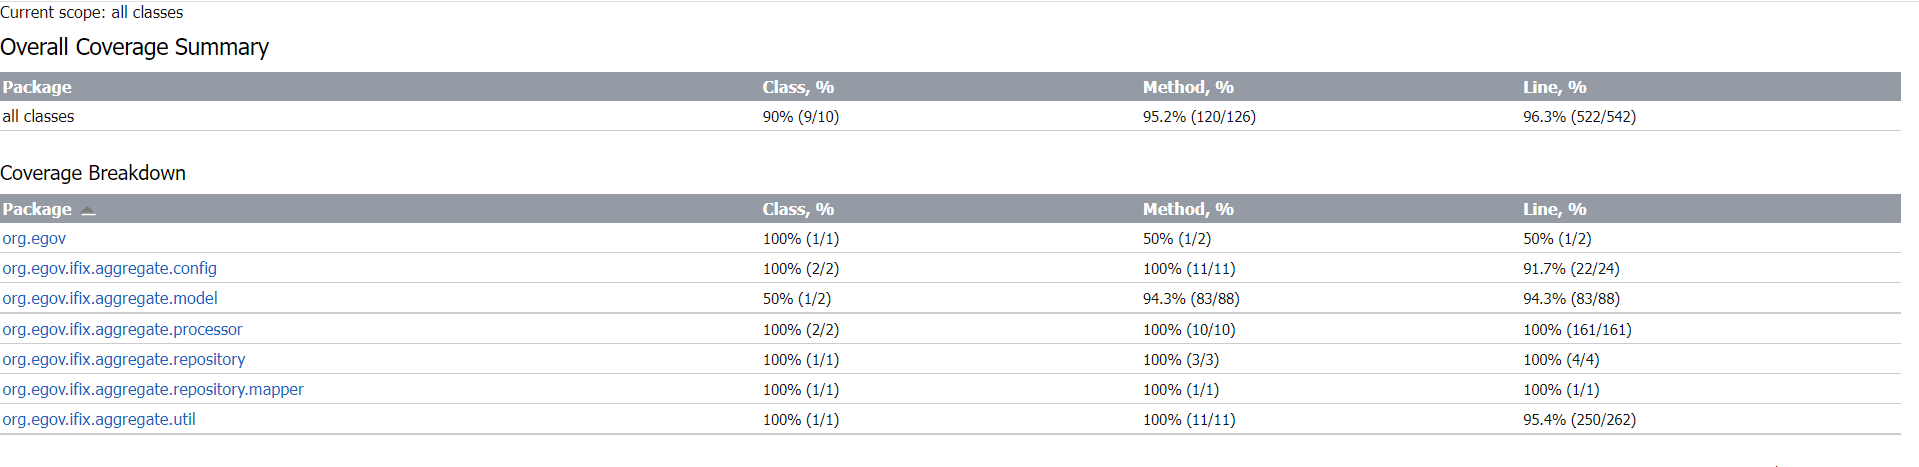 Current scope: all classes
Overall Coverage Summary
Package Class, % Method, % Line, %
all classes 90% (9/10) 95.2% (120/126) 96.3% (522/542)
Coverage Breakdown
Package Class, % Method, % Line, %
org.egov 100% (1/1) 50% (1/2) 50% (1/2)
org.egov.ifix.aggregate.config 100% (2/2) 100% (11/11) 91.7% (22/24)
org.egov.ifix.aggregate.model 50% (1/2) 94.3% (83/88) 94.3% (83/88)
org.egov.ifix.aggregate.processor 100% (2/2) 100% (10/10) 100% (161/161)
org.egov.ifix.aggregate.repository 100% (1/1) 100% (3/3) 100% (4/4)
org.egov.ifix.aggregate.repository.mapper 100% (1/1) 100% (1/1) 100% (1/1)
org.egov.ifix.aggregate.util 100% (1/1) 100% (11/11) 95.4% (250/262)